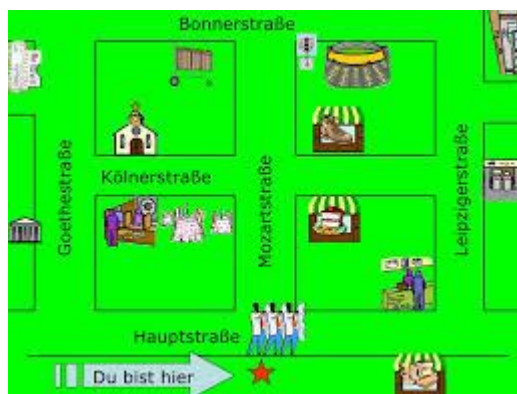 Bonnerstraße
Goethestraße
Kölnerstraße
Mozartstraße
Leipzigerstraße
Hauptstraße
Du bist hier